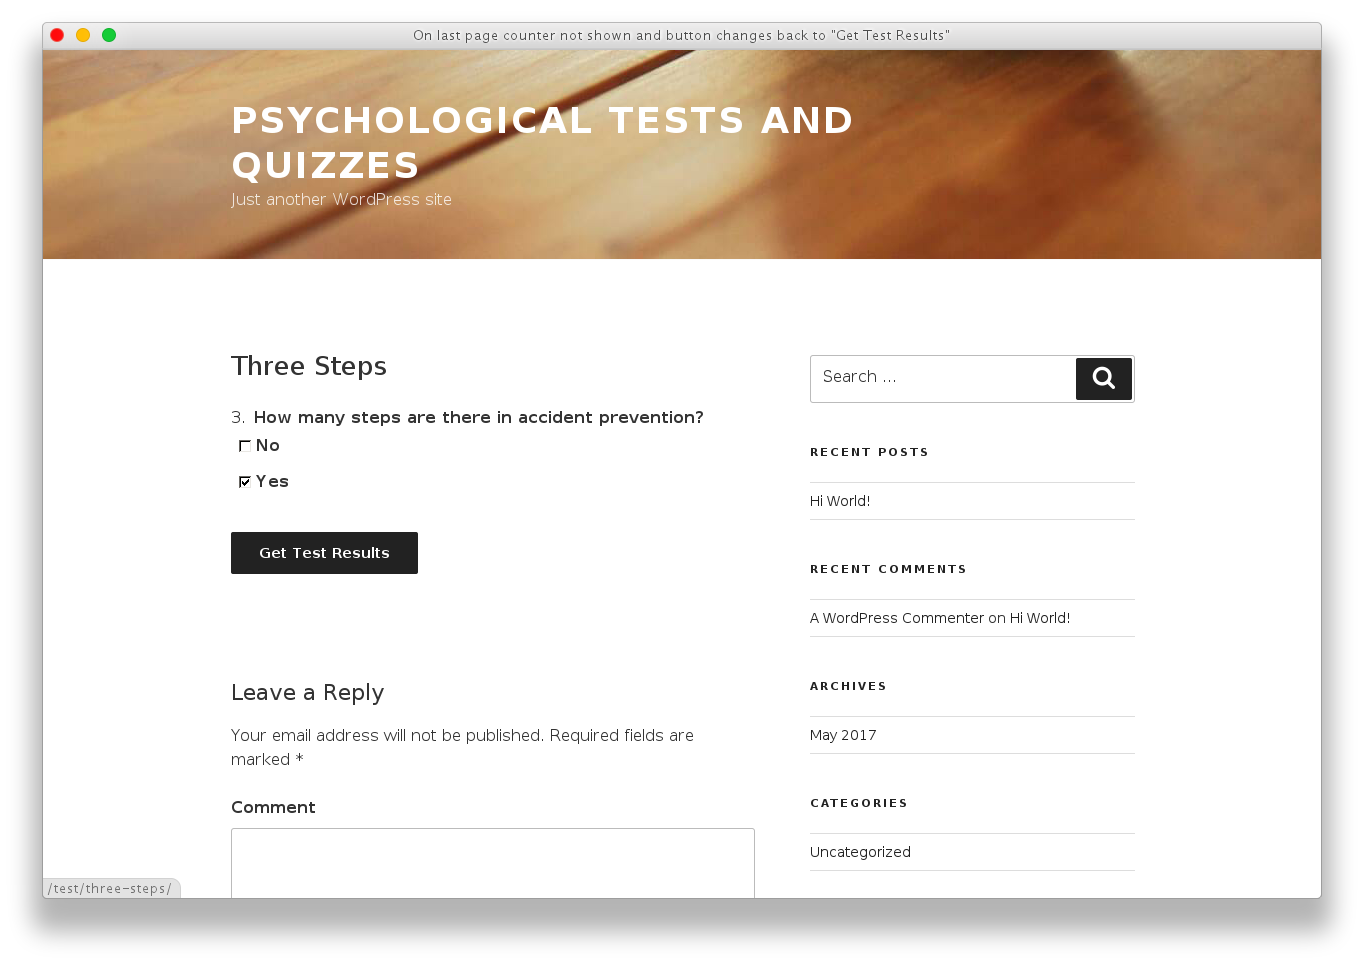 On last page counter not shown and button changes back to "Get Test Results"
PSYCHOLOGICAL TESTS AND
QUIZZES
Just another WordPress site
Three Steps
3. How many steps are there in accident prevention?
No
Yes
Get Test Results
Leave a Reply
Your email address will not be published. Required fields are
marked *
Comment
Search ...
RECENT POSTS
Hi World!
RECENT COMMENTS
A WordPress Commenter on Hi World!
ARCHIVES
May 2017
CATEGORIES
Uncategorized
/test/three-steps/